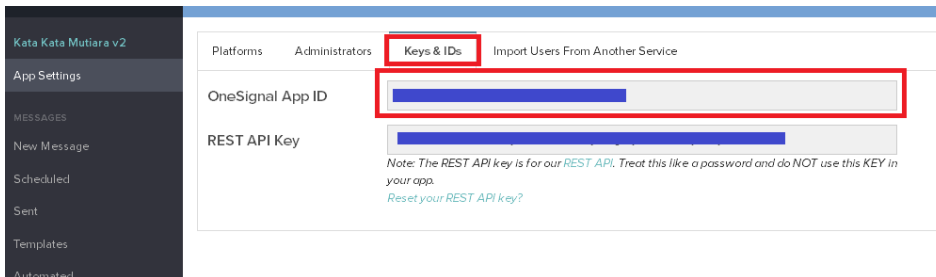 Kata Kata Mutiara v2
App Settings
MESSAGES
New Message
Scheduled
Sent
Templates
Automated
Platforms Administrators Keys & IDs Import Users From Another Service
OneSignal App ID
REST API Key
Note: The REST API key is for our REST API. Treat this like a password and do NOT use this KEY in
your app.
Reset your REST API key?